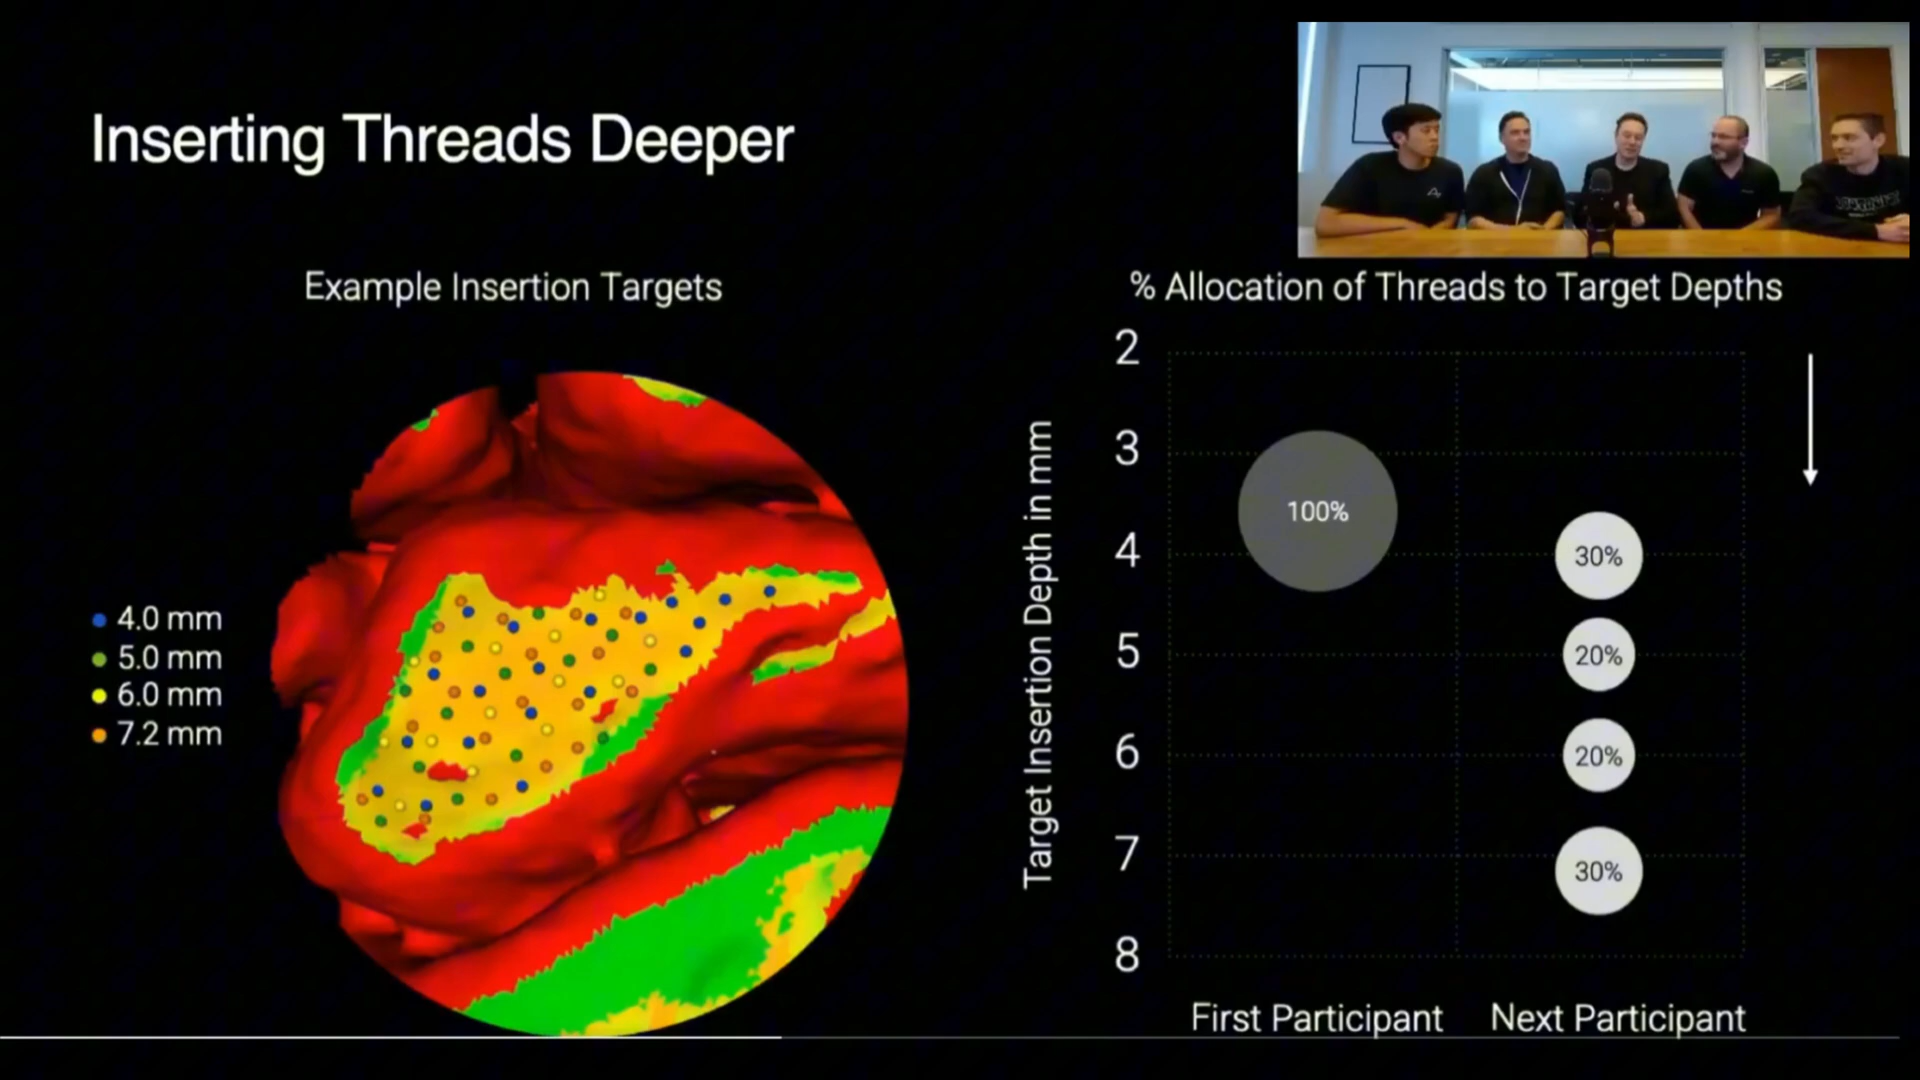 Inserting Threads Deeper
Example Insertion Targets
4.0 mm
5.0 mm
6.0 mm
7.2 mm
% Allocation of Threads to Target Depths
Target Insertion Depth in mm
2
3
4
5
6
7
8
100%
30%
20%
20%
30%
First Participant
Next Participant